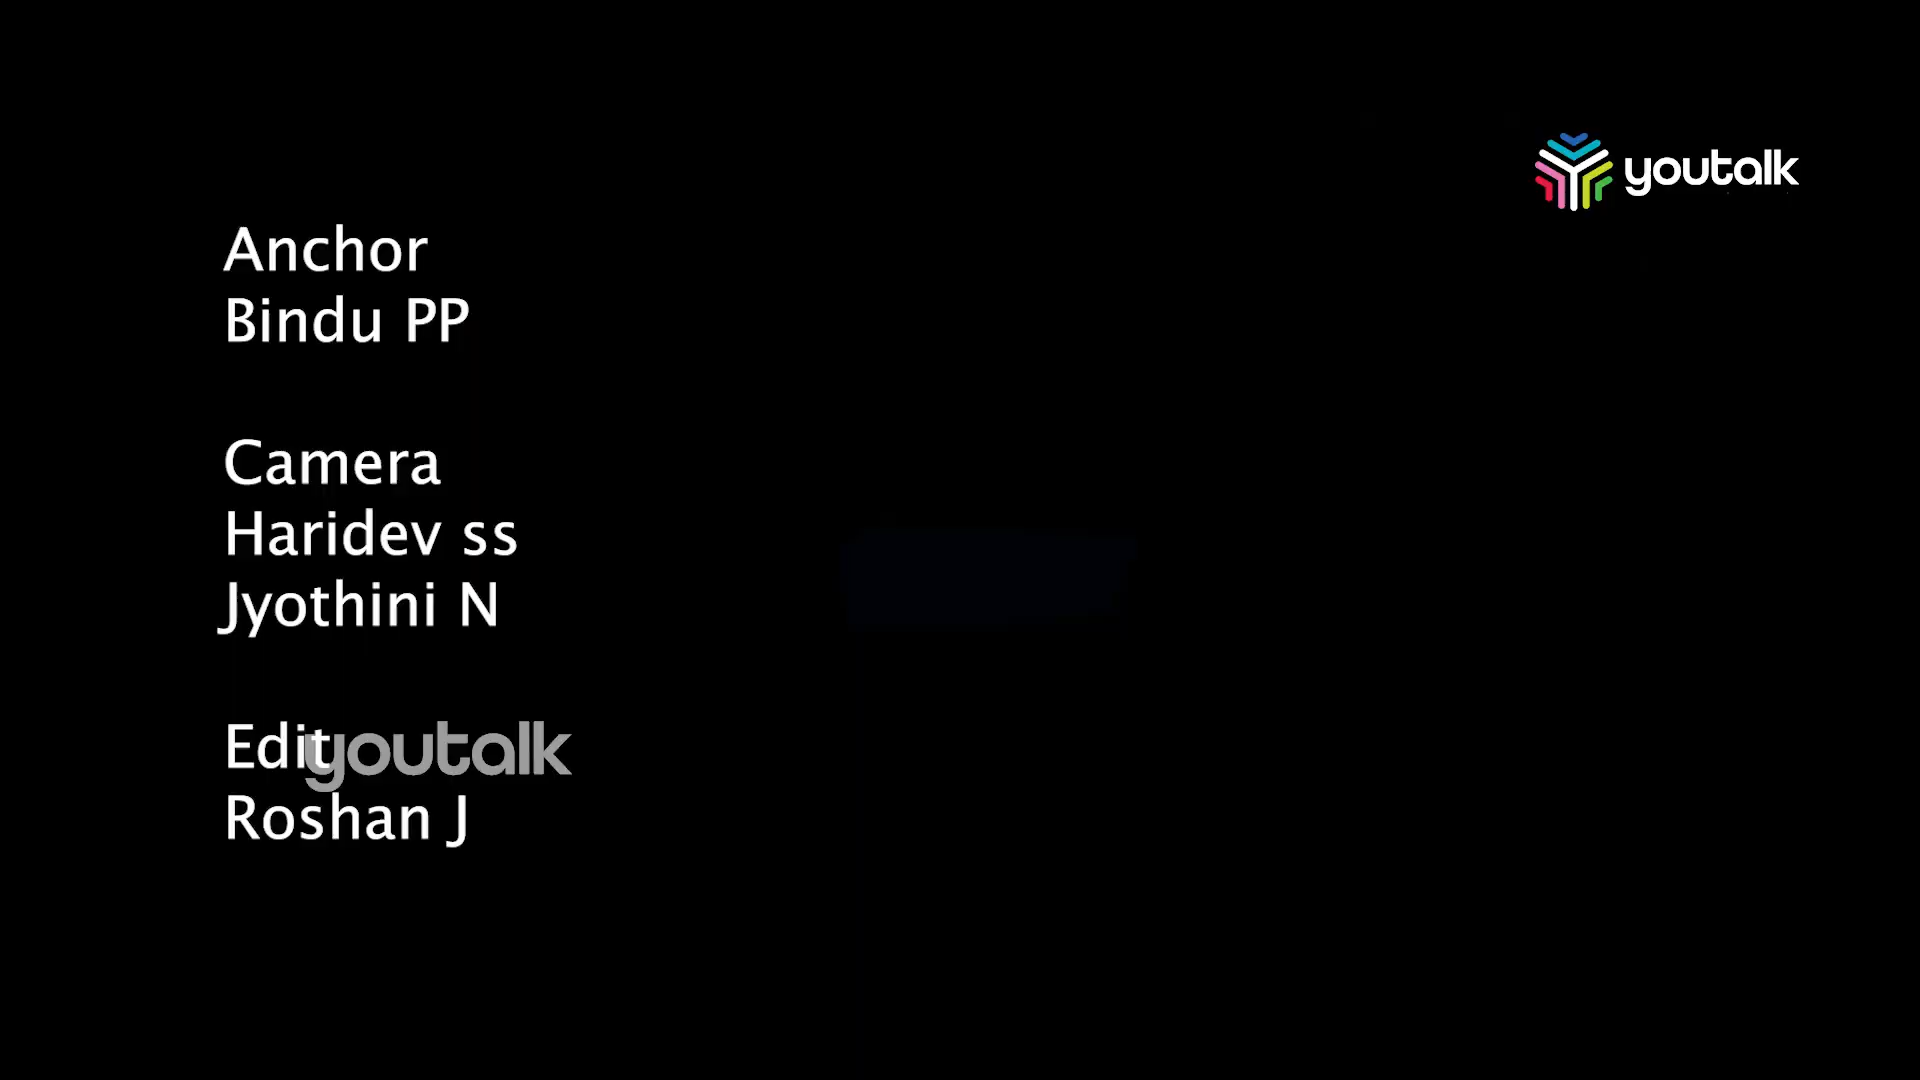 youtalk
Anchor
Bindu PP
Camera
Haridev ss
Jyothini N
Edit
youtalk
Roshan J